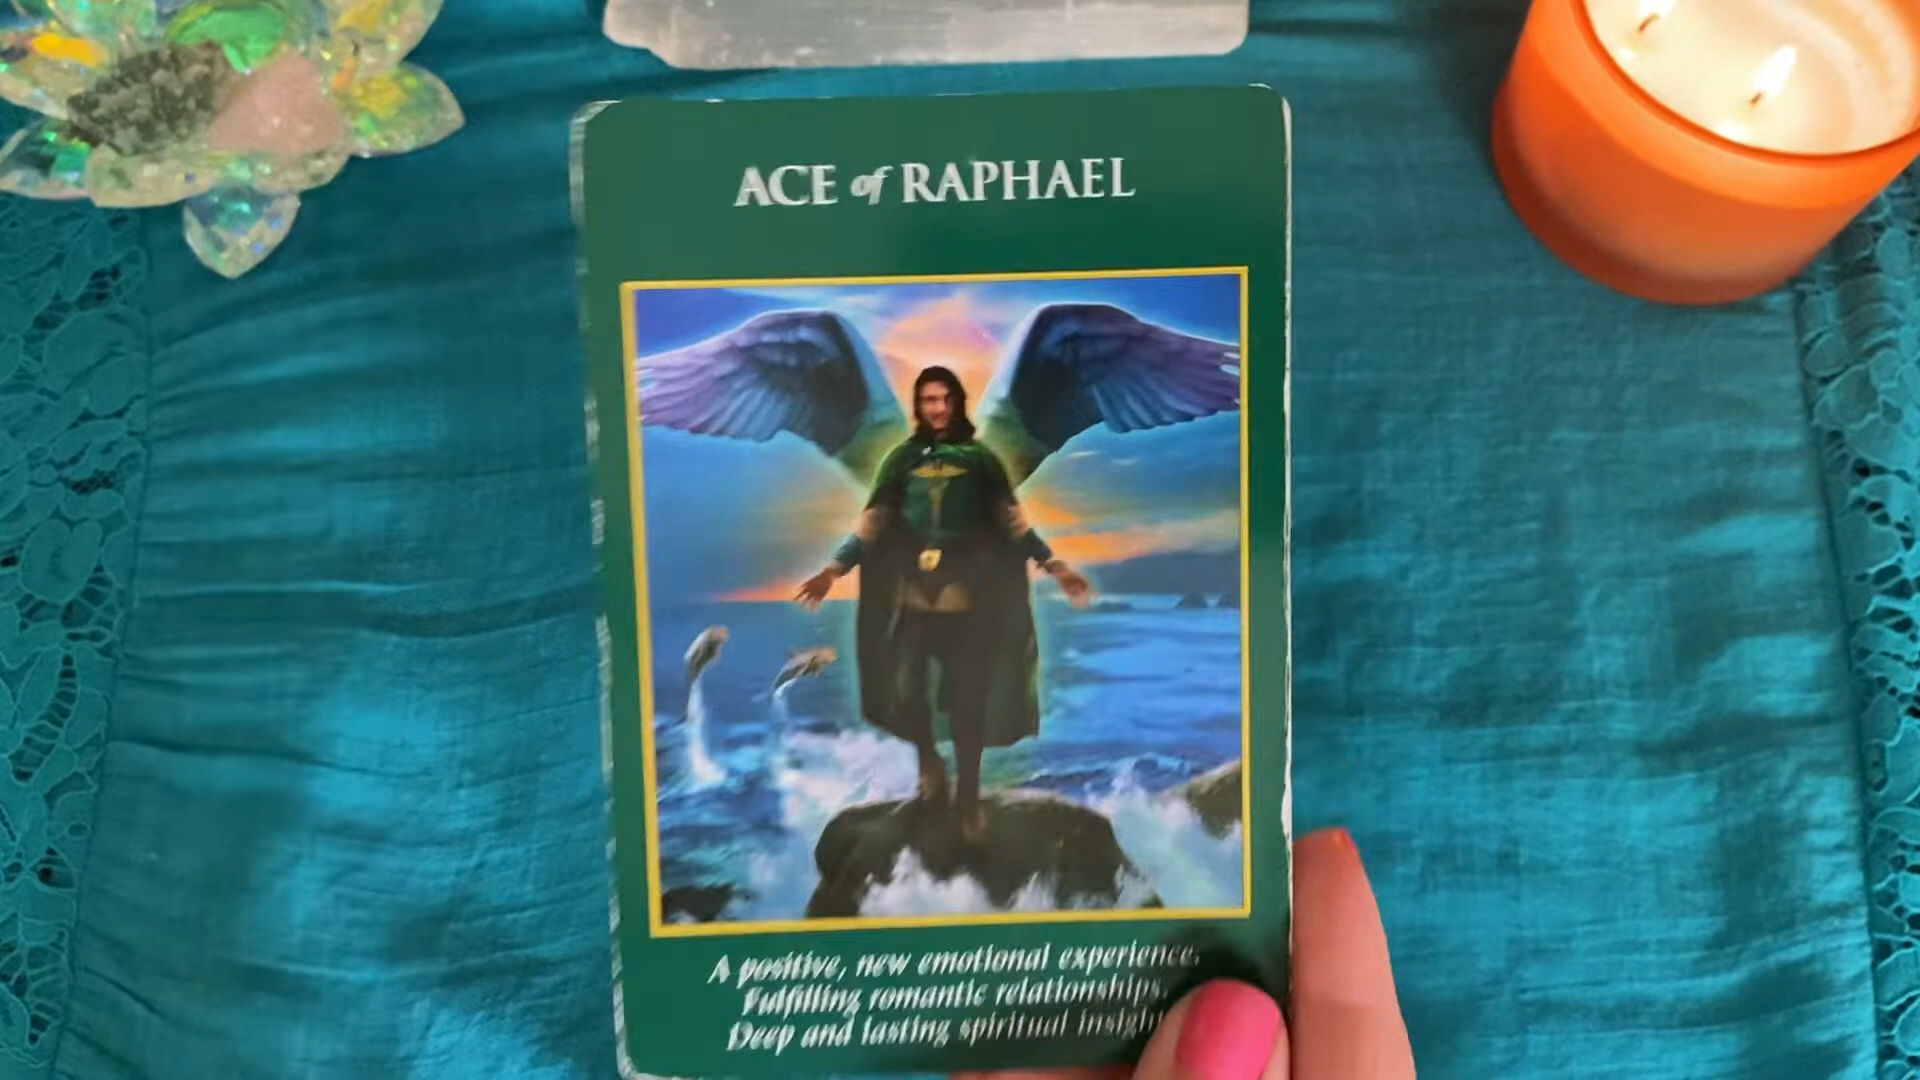 ACE of RAPHAEL
A positive, new emotional experience.
Fulfilling romantic relationships.
Deep and lasting spiritual